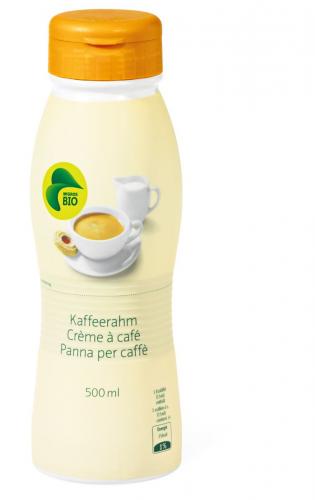 MIGROS
BIO
Kaffeerahm
Crème à café
Panna per caffè
500 ml